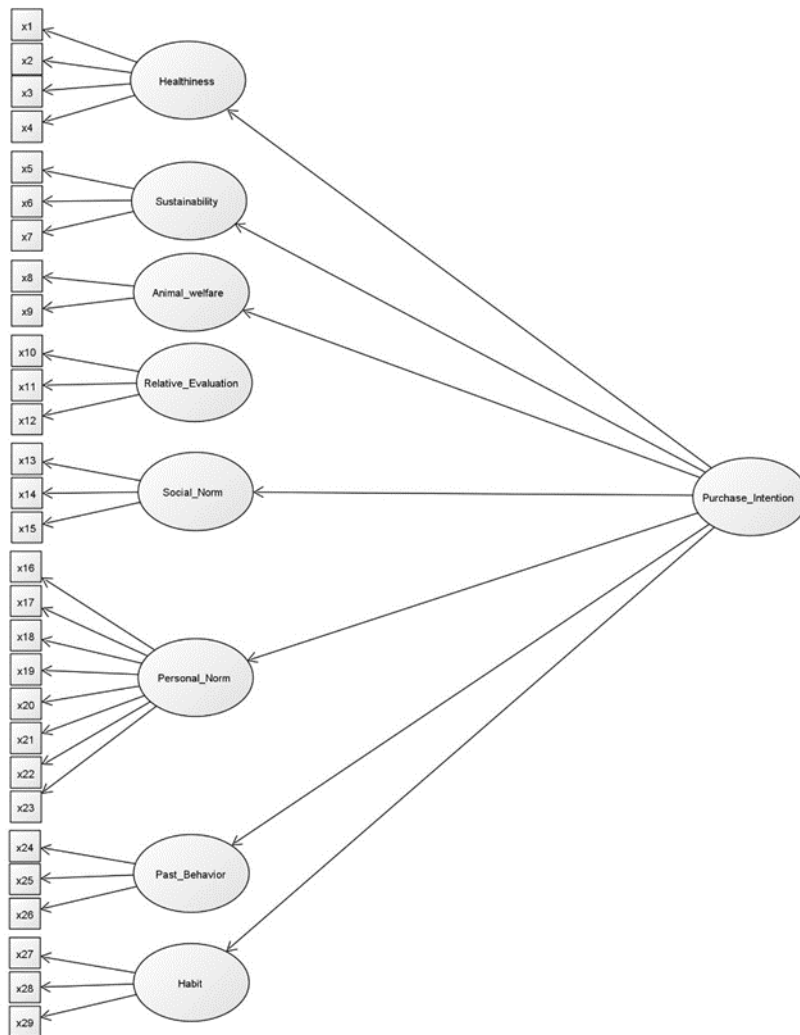 x1
x2
x3
x4
Healthiness
x5
x6
x7
Sustainability
x8
x9
Animal_welfare
x10
x11
x12
Relative_Evaluation
x13
x14
x15
Social_Norm
Purchase_Intention
x16
x17
x18
x19
x20
x21
x22
x23
Personal_Norm
x24
x25
x26
Past_Behavior
x27
x28
x29
Habit